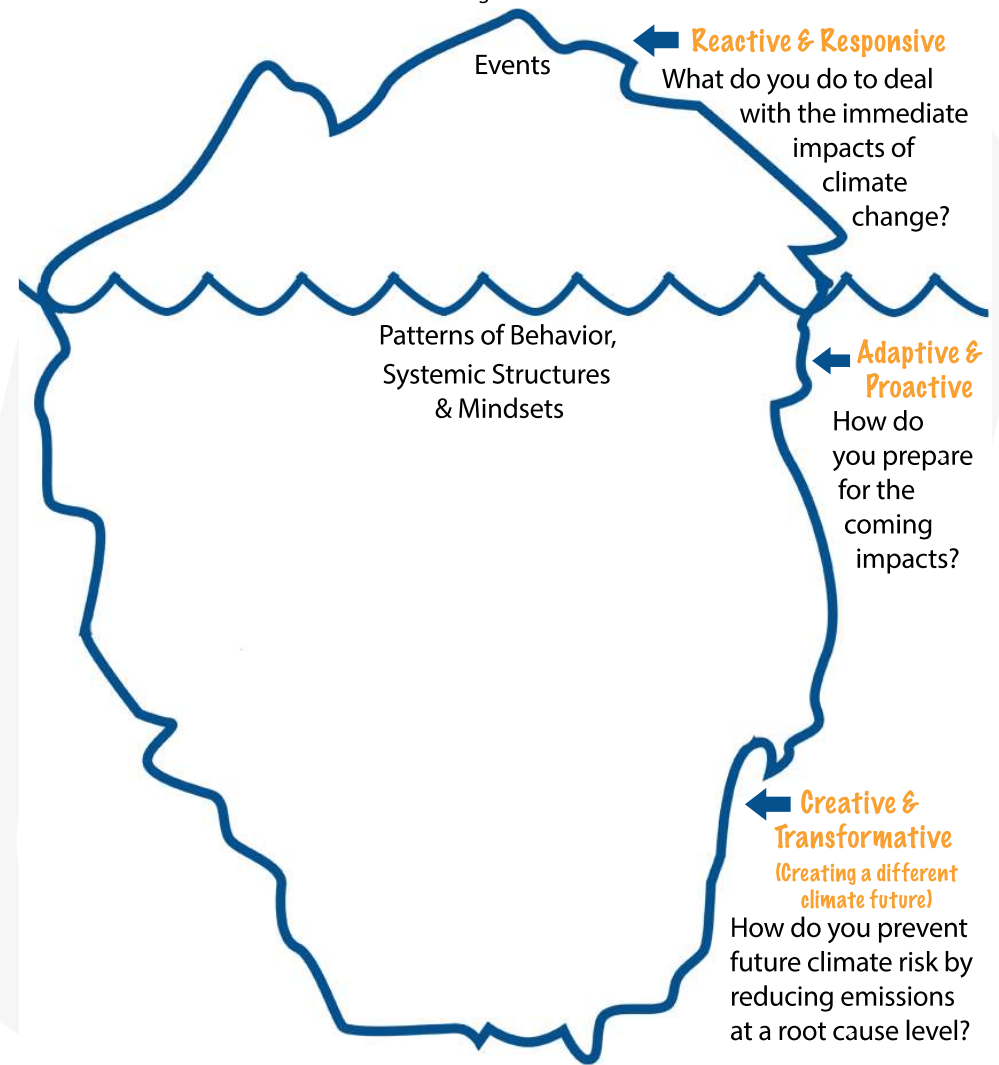 Events
Reactive & Responsive
What do you do to deal
with the immediate
impacts of
climate
change?
Patterns of Behavior,
Systemic Structures
& Mindsets
Adaptive &
Proactive
How do
you prepare
for the
coming
impacts?
Creative &
Transformative
(Creating a different
climate future)
How do you prevent
future climate risk by
reducing emissions
at a root cause level?